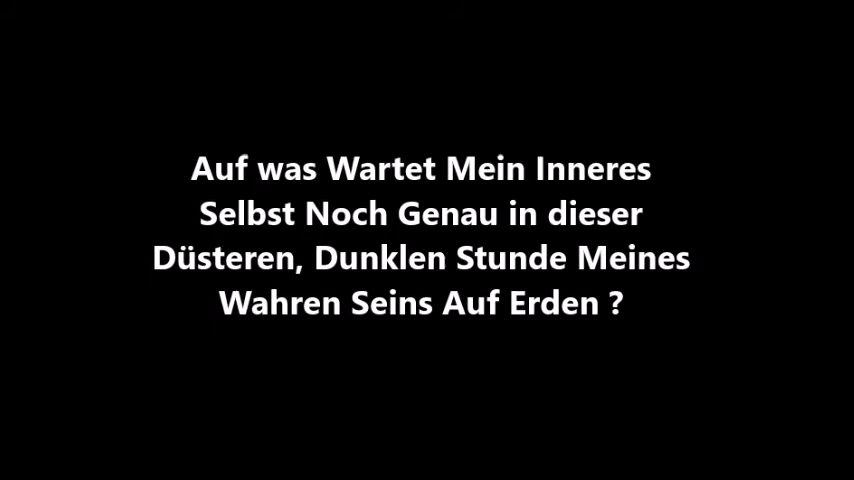 Auf was Wartet Mein Inneres
Selbst Noch Genau in dieser
Düsteren, Dunklen Stunde Meines
Wahren Seins Auf Erden ?